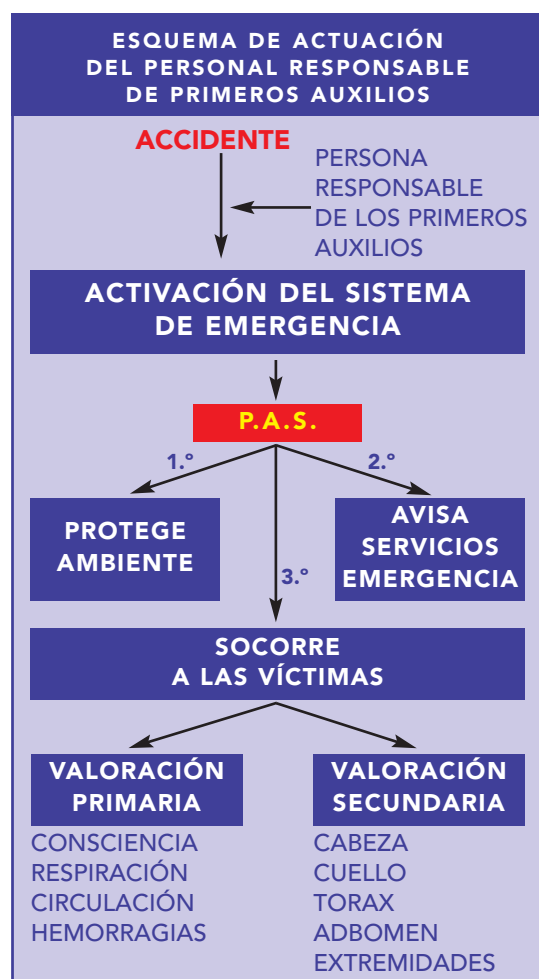 ESQUEMA DE ACTUACIÓN
DEL PERSONAL RESPONSABLE
DE PRIMEROS AUXILIOS
ACCIDENTE
PERSONA
RESPONSABLE
DE LOS PRIMEROS
AUXILIOS
ACTIVACIÓN DEL SISTEMA
DE EMERGENCIA
P.A.S.
1.º
2.º
PROTEGE
AMBIENTE
AVISA
SERVICIOS
EMERGENCIA
3.º
SOCORRE
A LAS VÍCTIMAS
VALORACIÓN
PRIMARIA
CONSCIENCIA
RESPIRACIÓN
CIRCULACIÓN
HEMORRAGIAS
VALORACIÓN
SECUNDARIA
CABEZA
CUELLO
TORAX
ADBOMEN
EXTREMIDADES